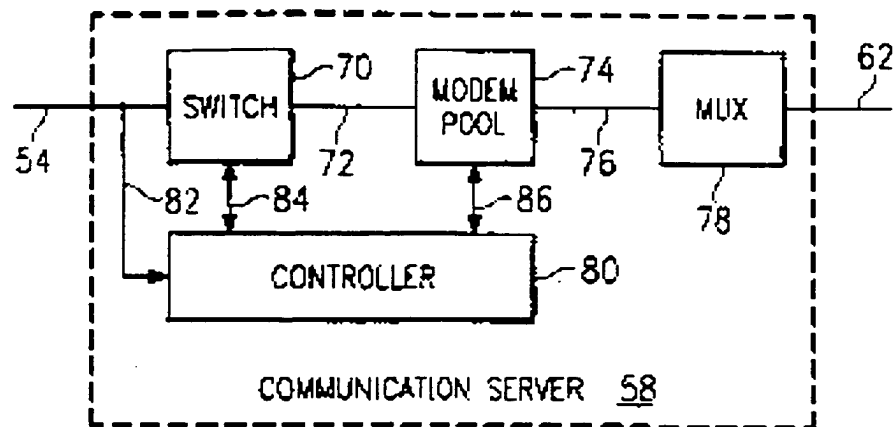 70
74
62
SWITCH
MODEM
POOL
MUX
54
72
76
82
84
86
78
CONTROLLER
80
COMMUNICATION SERVER 58